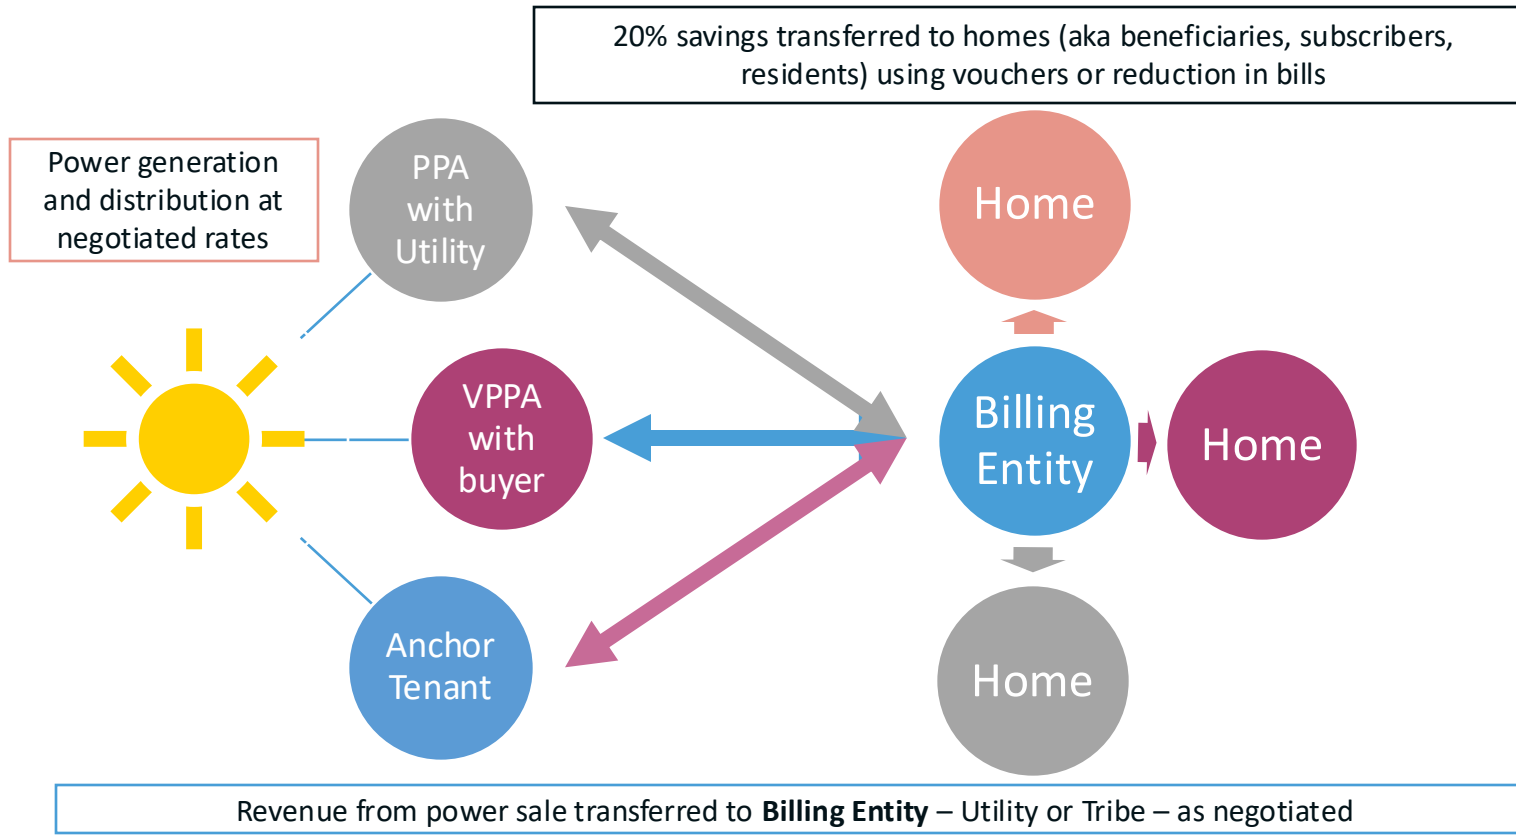 20% savings transferred to homes (aka beneficiaries, subscribers,
residents) using vouchers or reduction in bills
Power generation
and distribution at
negotiated rates
PPA
with
Utility
VPPA
with
buyer
Anchor
Tenant
Home
Billing
Entity
Home
Home
Revenue from power sale transferred to Billing Entity – Utility or Tribe – as negotiated